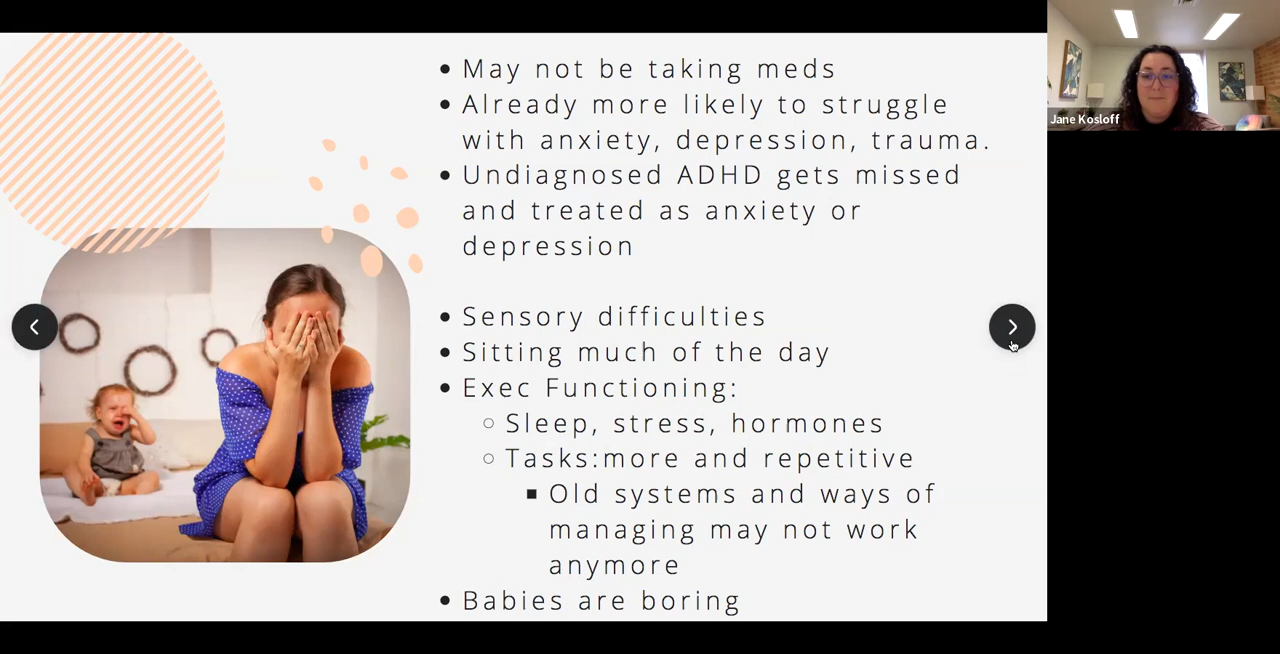 May not be taking meds
Already more likely to struggle
with anxiety, depression, trauma.
Undiagnosed ADHD gets missed
and treated as anxiety or
depression
Sensory difficulties
Sitting much of the day
Exec Functioning:
Sleep, stress, hormones
Tasks:more and repetitive
Old systems and ways of
managing may not work
anymore
Babies are boring
Jane Kosloff